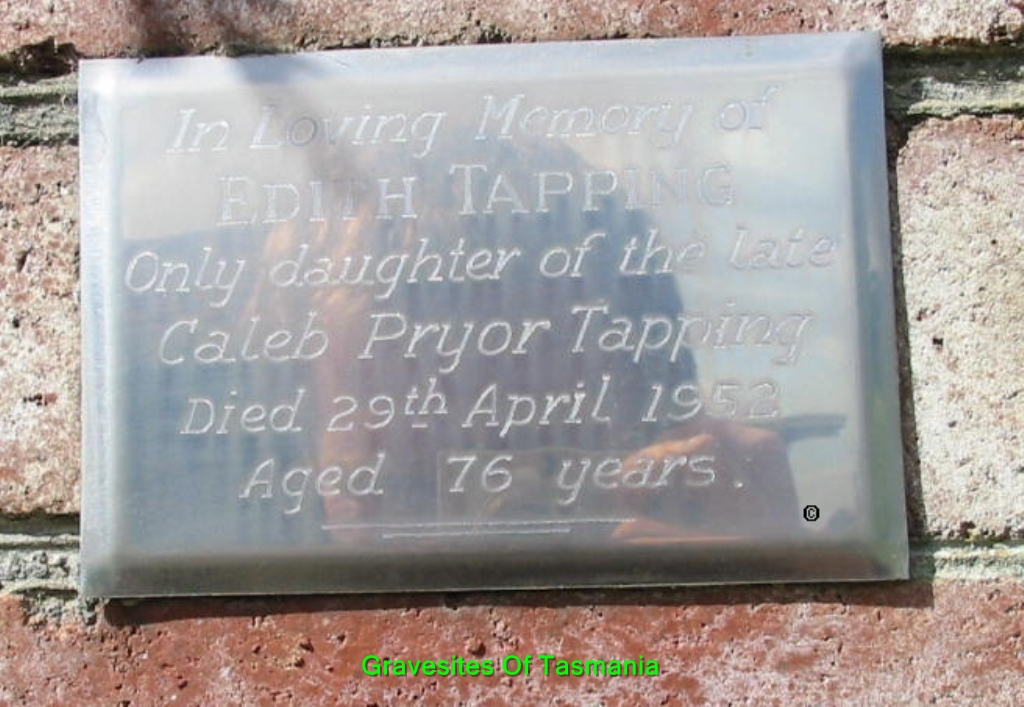 In Loving Memory of
EDITH TAPPING
Only daughter of the late
Caleb Pryor Tapping
Died 29th April 1952
Aged 76 years.
©
Gravesites Of Tasmania